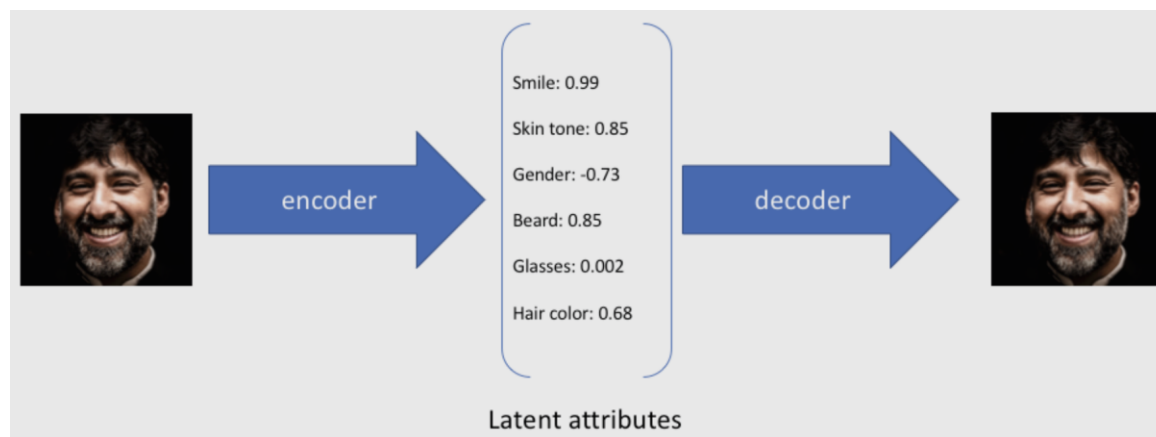 encoder
Smile: 0.99
Skin tone: 0.85
Gender: -0.73
Beard: 0.85
Glasses: 0.002
Hair color: 0.68
decoder
Latent attributes